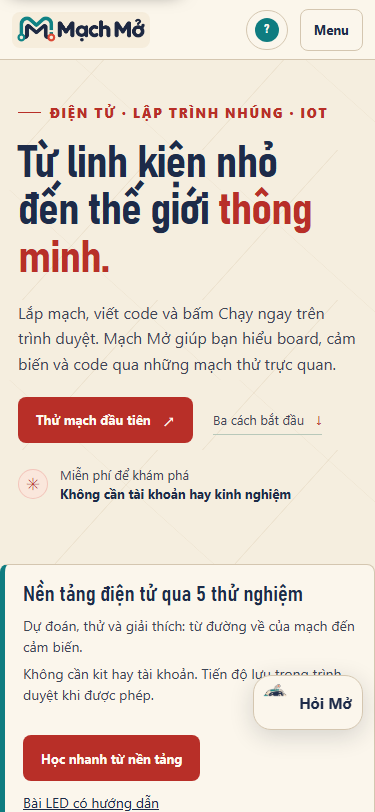 Mạch Mở
?
Menu
ĐIỆN TỬ · LẬP TRÌNH NHÚNG · IOT
Từ linh kiện nhỏ
đến thế giới thông
minh.
Lắp mạch, viết code và bấm Chạy ngay trên
trình duyệt. Mạch Mở giúp bạn hiểu board, cảm
biến và code qua những mạch thử trực quan.
Thử mạch đầu tiên ↗
Ba cách bắt đầu ↓
Miễn phí để khám phá
Không cần tài khoản hay kinh nghiệm
Nền tảng điện tử qua 5 thử nghiệm
Dự đoán, thử và giải thích: từ đường về của mạch đến
cảm biến.
Không cần kit hay tài khoản. Tiến độ lưu trong trình
duyệt khi được phép.
Hỏi Mở
Học nhanh từ nền tảng
Bài LED có hướng dẫn